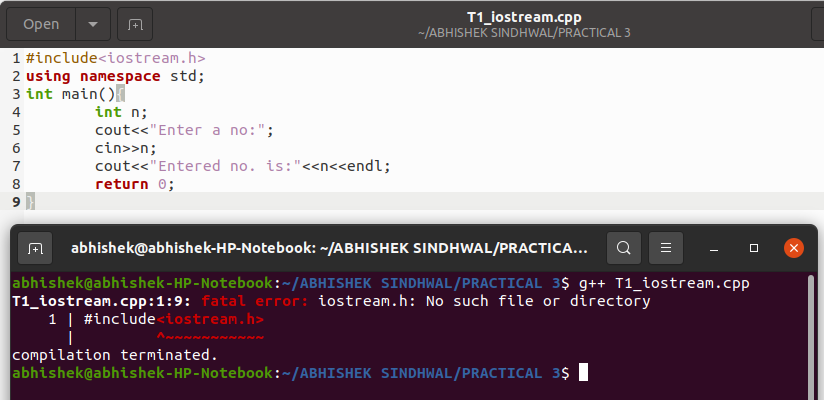 Open
T1_iostream.cpp
~/ABHISHEK SINDHWAL/PRACTICAL 3
1 #include<iostream.h>
2 using namespace std;
3 int main(){
4         int n;
5         cout<<"Enter a no:";
6         cin>>n;
7         cout<<"Entered no. is:"<<n<<endl;
8         return 0;
9 }
abhishek@abhishek-HP-Notebook: ~/ABHISHEK SINDHWAL/PRACTICA...
abhishek@abhishek-HP-Notebook:~/ABHISHEK SINDHWAL/PRACTICAL 3$ g++ T1_iostream.cpp
T1_iostream.cpp:1:9: fatal error: iostream.h: No such file or directory
    1 | #include<iostream.h>
      |         ^~~~~~~~~~~~
compilation terminated.
abhishek@abhishek-HP-Notebook:~/ABHISHEK SINDHWAL/PRACTICAL 3$